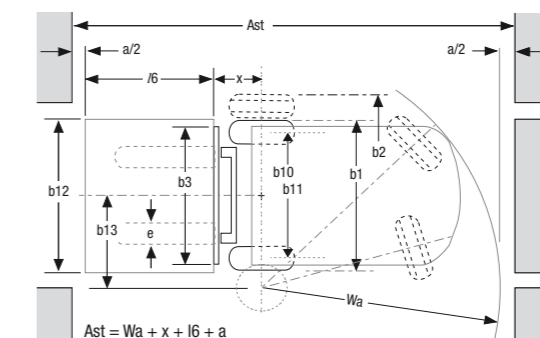 Ast
a/2
a/2
l6
x
b12
b3
b10
b11
b1
b2
b13
e
Wa
Ast = Wa + x + l6 + a